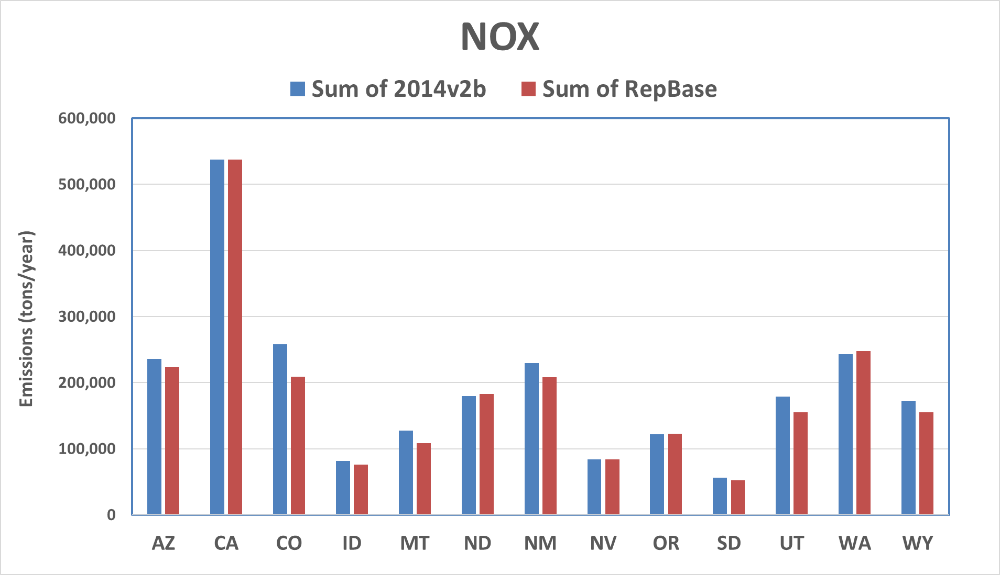 NOX
Sum of 2014v2b Sum of RepBase
600,000
500,000
400,000
300,000
200,000
100,000
0
Emissions (tons/year)
AZ CA CO ID MT ND NM NV OR SD UT WA WY